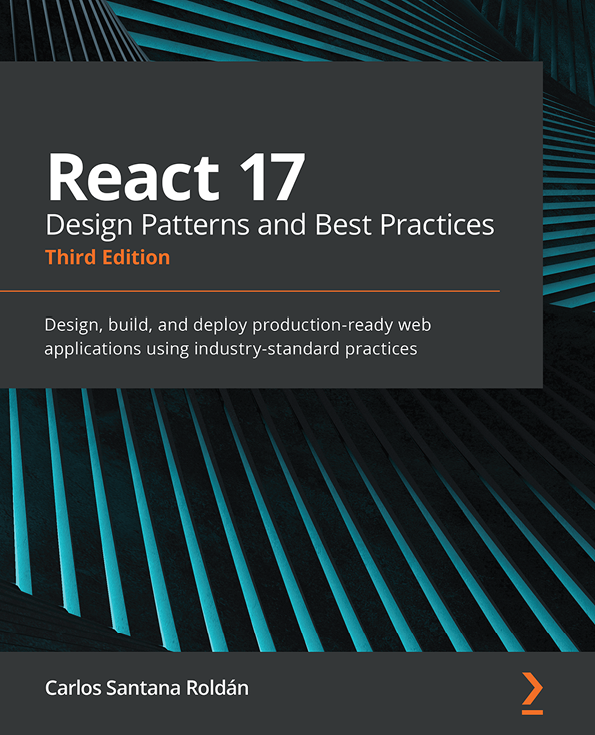 React 17
Design Patterns and Best Practices
Third Edition
Design, build, and deploy production-ready web
applications using industry-standard practices
Carlos Santana Roldán